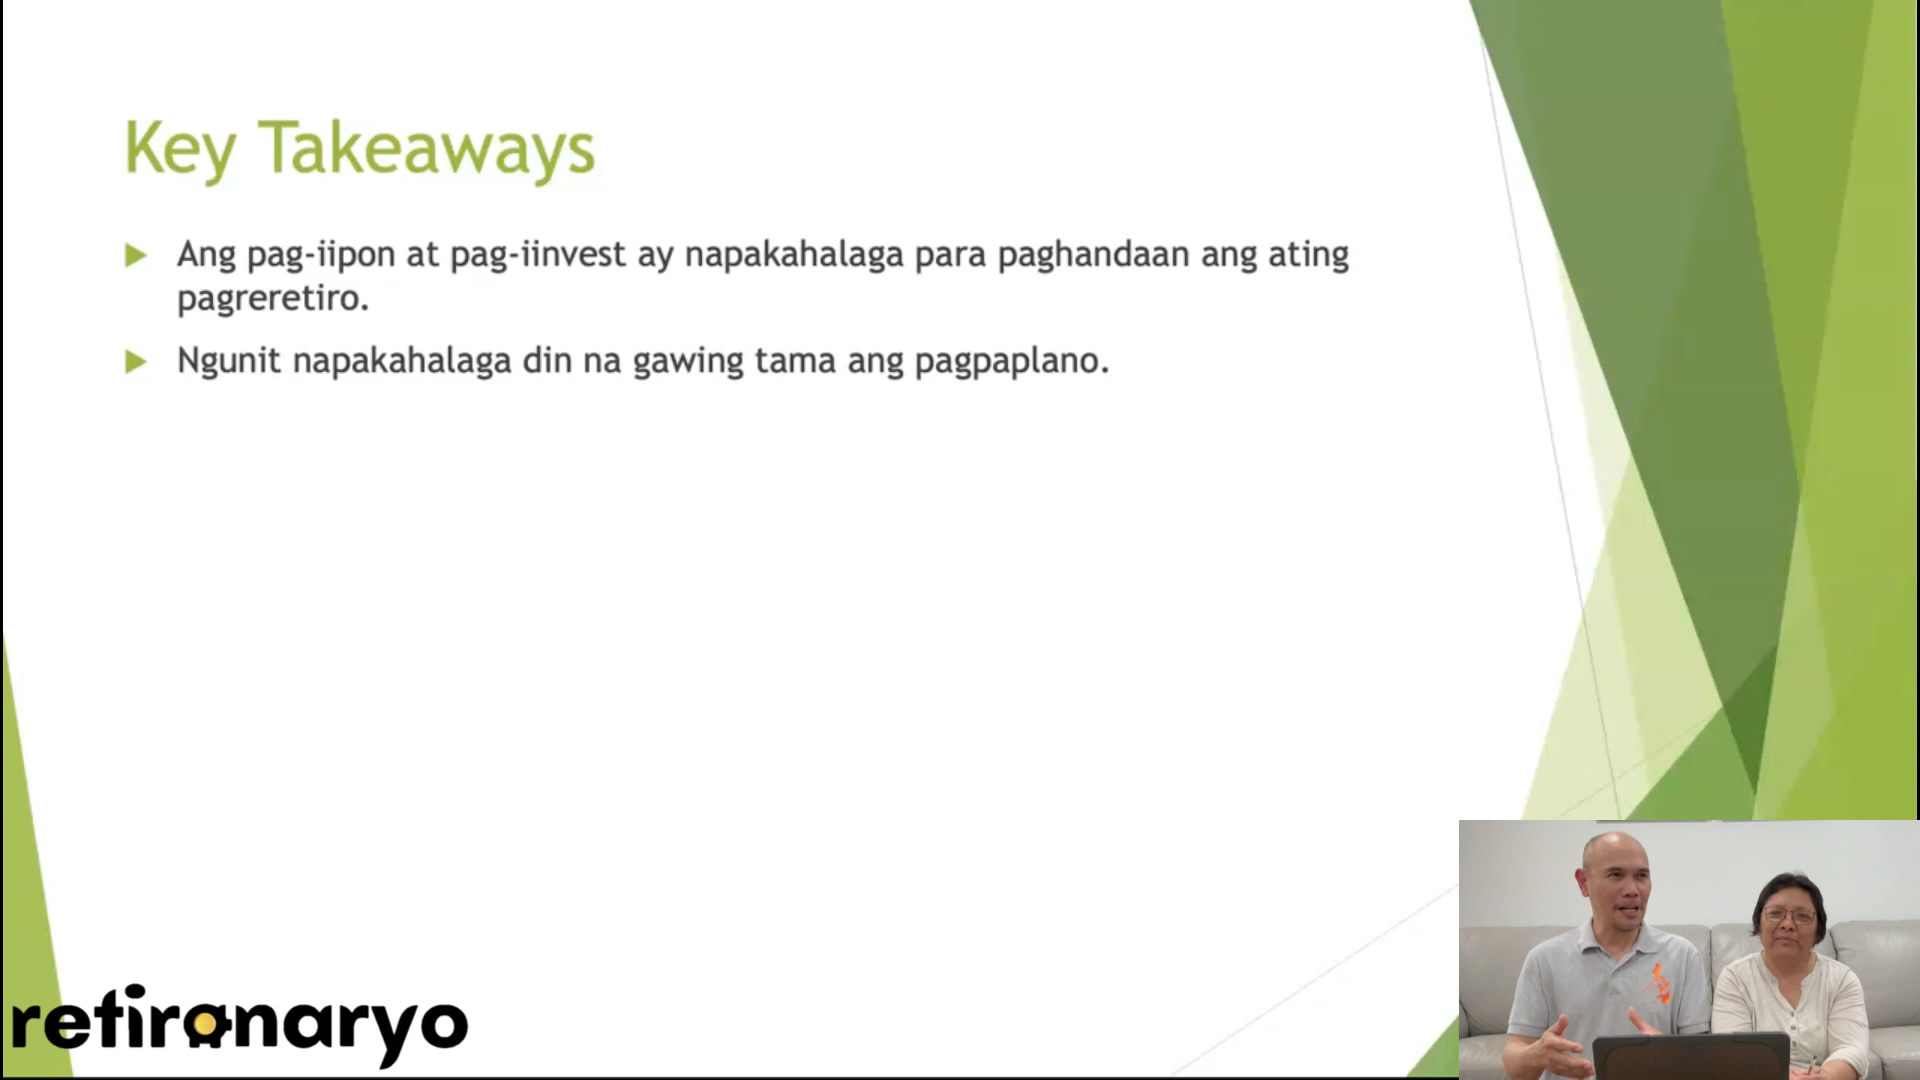 Key Takeaways
Ang pag-iipon at pag-iinvest ay napakahalaga para paghandaan ang ating
pagreretiro.
Ngunit napakahalaga din na gawing tama ang pagpaplano.
retironaryo